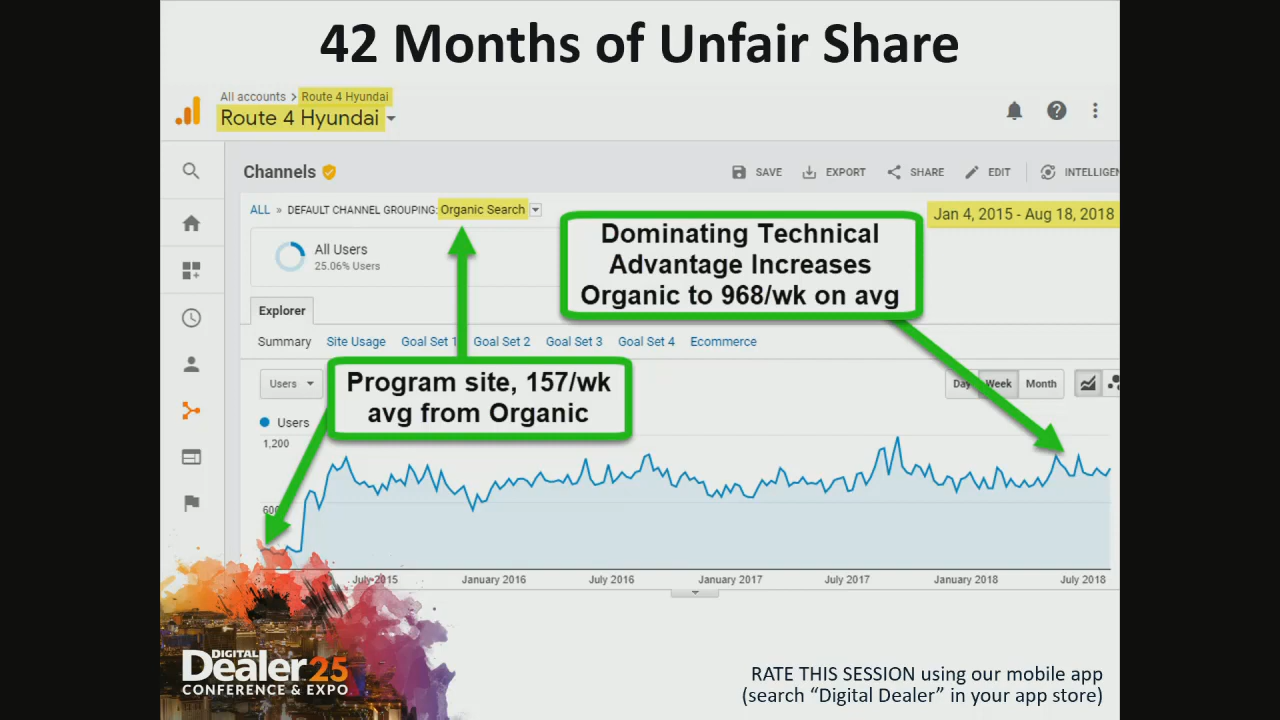 42 Months of Unfair Share
All accounts > Route 4 Hyundai
Route 4 Hyundai
Channels
SAVE EXPORT SHARE EDIT INTELLIGEN
ALL » DEFAULT CHANNEL GROUPING: Organic Search
Jan 4, 2015 - Aug 18, 2018
All Users
25.06% Users
Dominating Technical
Advantage Increases
Organic to 968/wk on avg
Explorer
Summary Site Usage Goal Set 1 Goal Set 2 Goal Set 3 Goal Set 4 Ecommerce
Users
Program site, 157/wk
avg from Organic
Day Week Month
Users
1,200
600
July 2015 January 2016 July 2016 January 2017 July 2017 January 2018 July 2018
DIGITAL
Dealer 25
CONFERENCE & EXPO
RATE THIS SESSION using our mobile app
(search “Digital Dealer” in your app store)